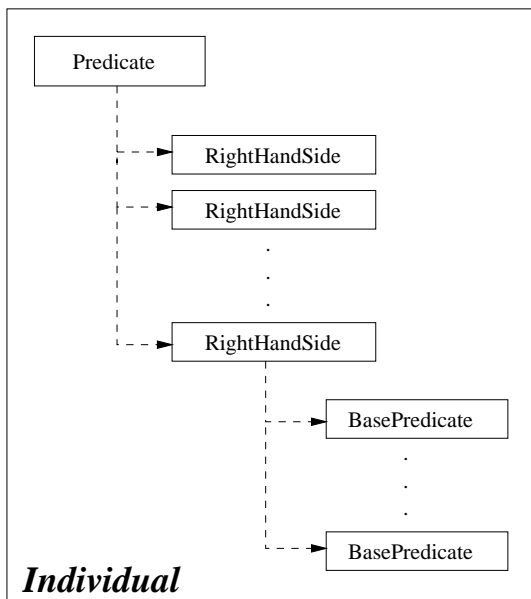 Predicate
RightHandSide
RightHandSide
.
.
.
RightHandSide
BasePredicate
.
.
.
BasePredicate
Individual